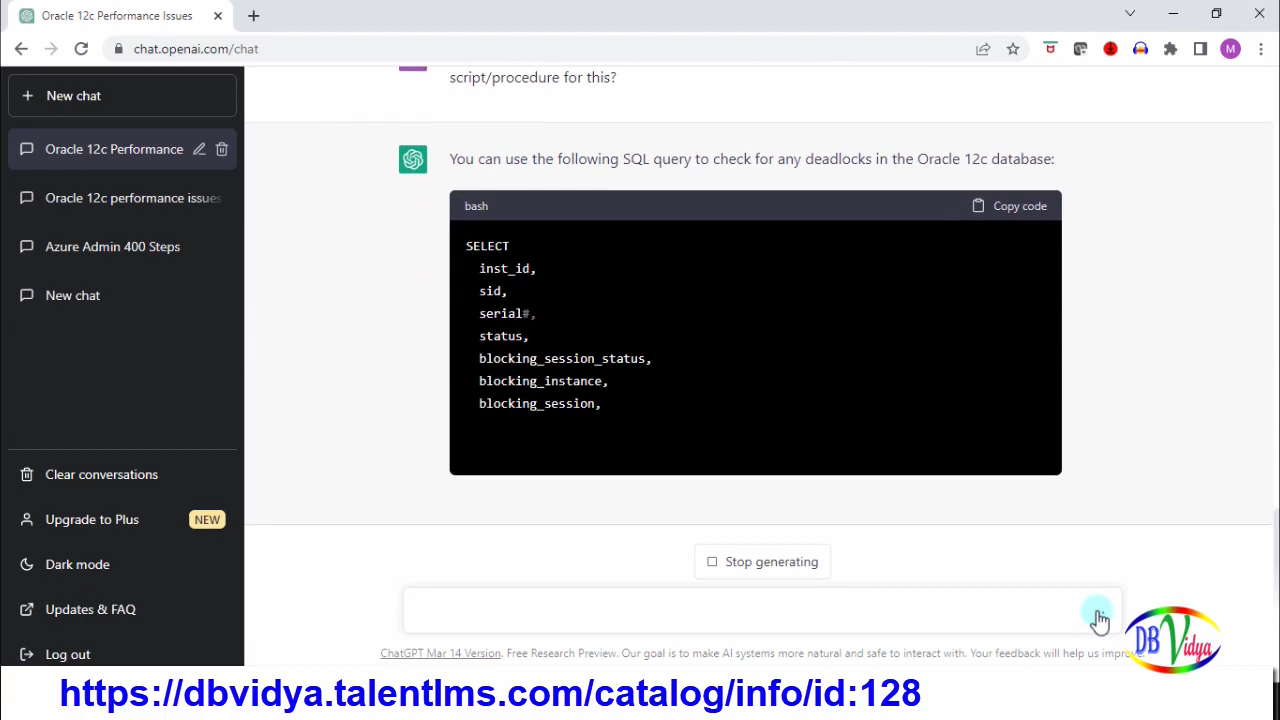 Oracle 12c Performance Issues
chat.openai.com/chat
M
New chat
Oracle 12c Performance
Oracle 12c performance issues
Azure Admin 400 Steps
New chat
Clear conversations
Upgrade to Plus NEW
Dark mode
Updates & FAQ
Log out
script/procedure for this?
You can use the following SQL query to check for any deadlocks in the Oracle 12c database:
bash Copy code
SELECT
inst_id,
sid,
serial#,
status,
blocking_session_status,
blocking_instance,
blocking_session,
Stop generating
ChatGPT Mar 14 Version. Free Research Preview. Our goal is to make AI systems more natural and safe to interact with. Your feedback will help us improve.
DB Vidya
https://dbvidya.talentlms.com/catalog/info/id:128